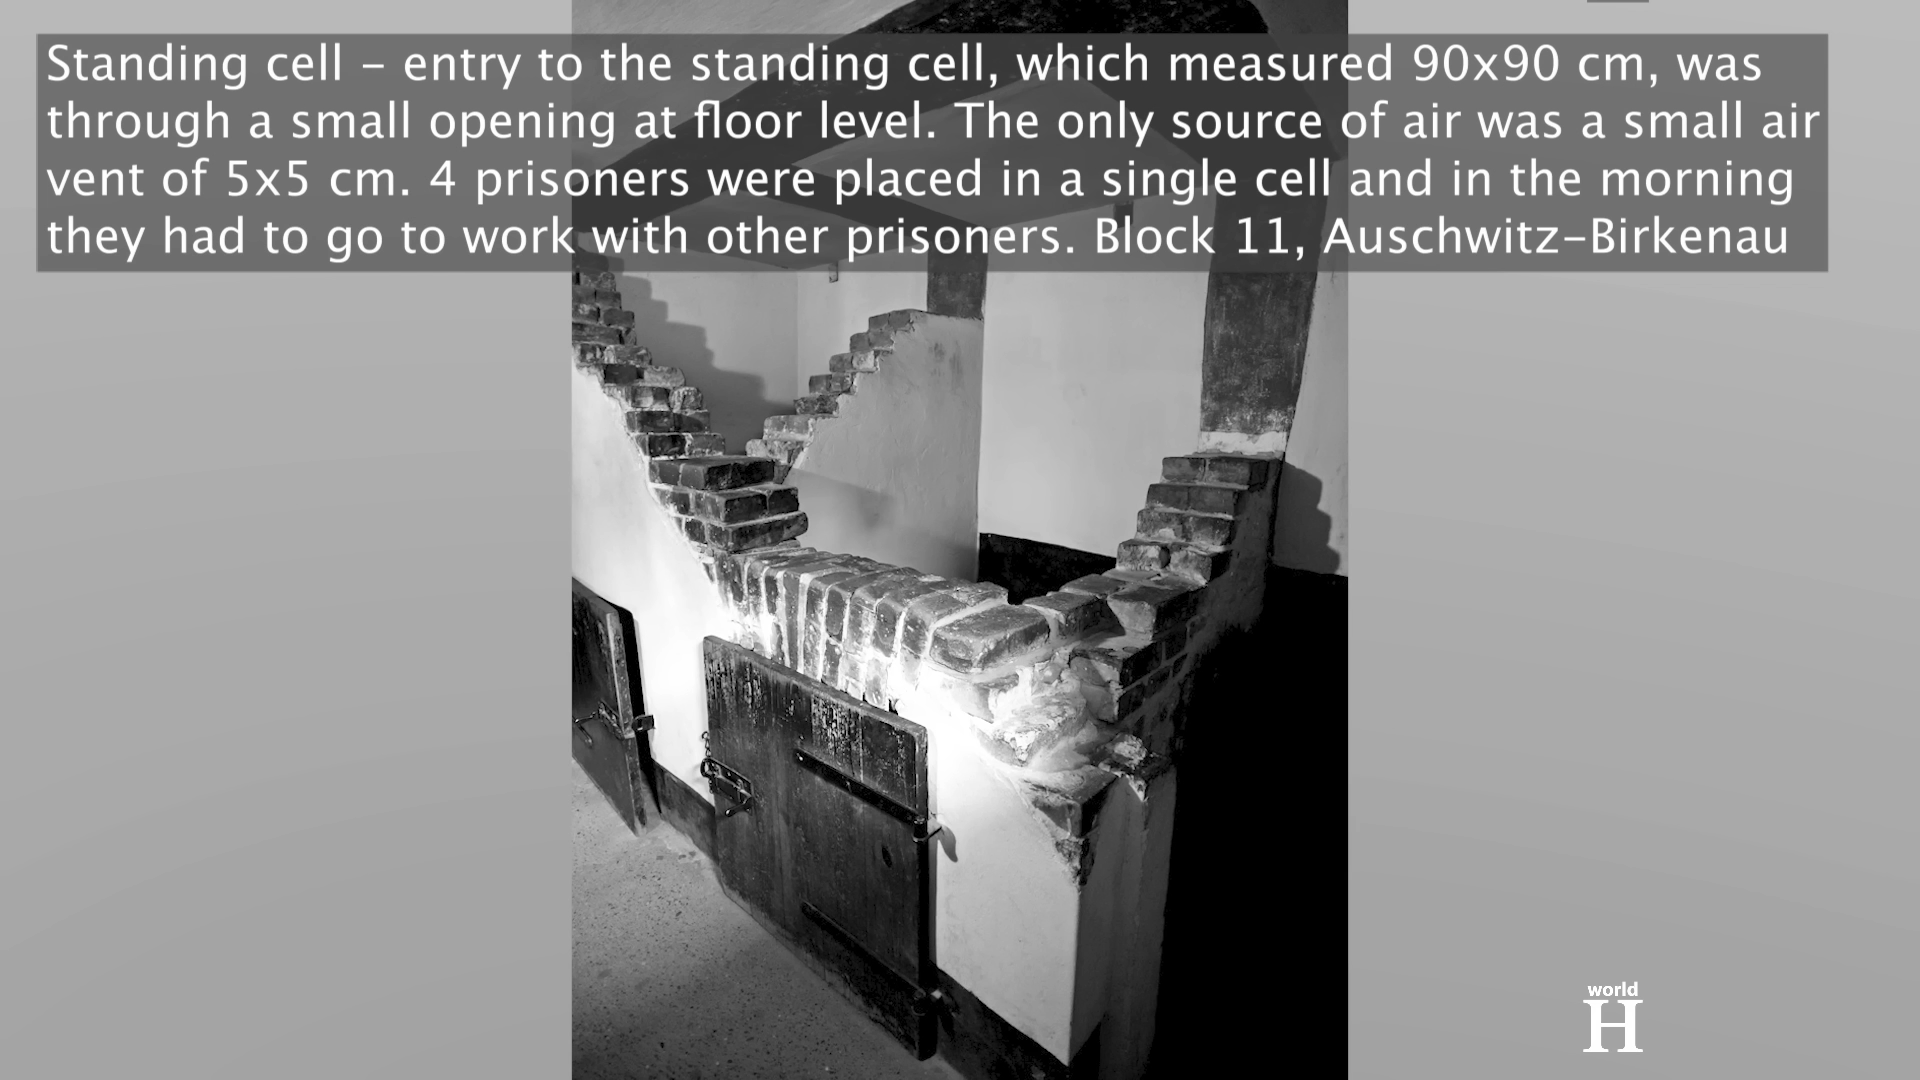 Standing cell – entry to the standing cell, which measured 90x90 cm, was
through a small opening at floor level. The only source of air was a small air
vent of 5x5 cm. 4 prisoners were placed in a single cell and in the morning
they had to go to work with other prisoners. Block 11, Auschwitz–Birkenau
world
H